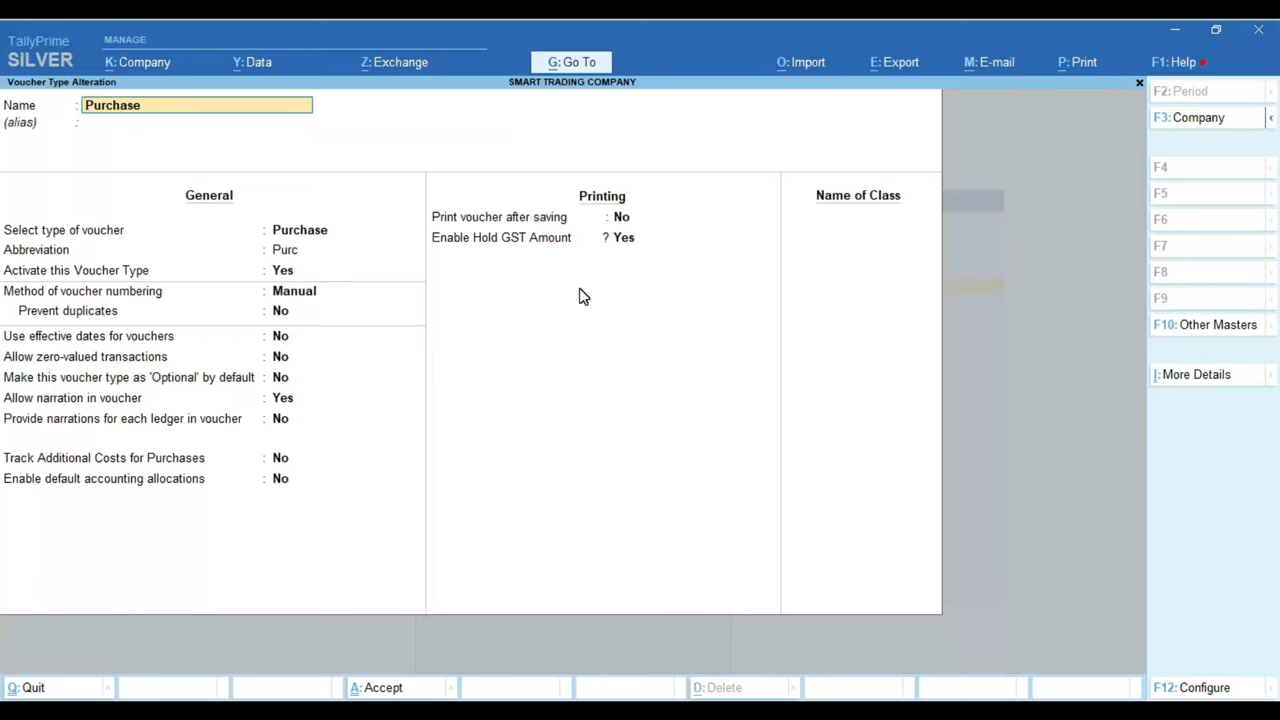 TallyPrime
MANAGE
SILVER
K: Company
Y: Data
Z: Exchange
G: Go To
O: Import
E: Export
M: E-mail
P: Print
F1: Help
Voucher Type Alteration
SMART TRADING COMPANY
Name : Purchase
(alias) :
General
Select type of voucher : Purchase
Abbreviation : Purc
Activate this Voucher Type : Yes
Method of voucher numbering : Manual
Prevent duplicates : No
Use effective dates for vouchers : No
Allow zero-valued transactions : No
Make this voucher type as 'Optional' by default : No
Allow narration in voucher : Yes
Provide narrations for each ledger in voucher : No
Track Additional Costs for Purchases : No
Enable default accounting allocations : No
Printing
Print voucher after saving : No
Enable Hold GST Amount ? Yes
Name of Class
F2: Period
F3: Company
F4
F5
F6
F7
F8
F9
F10: Other Masters
I: More Details
Q: Quit
A: Accept
D: Delete
F12: Configure